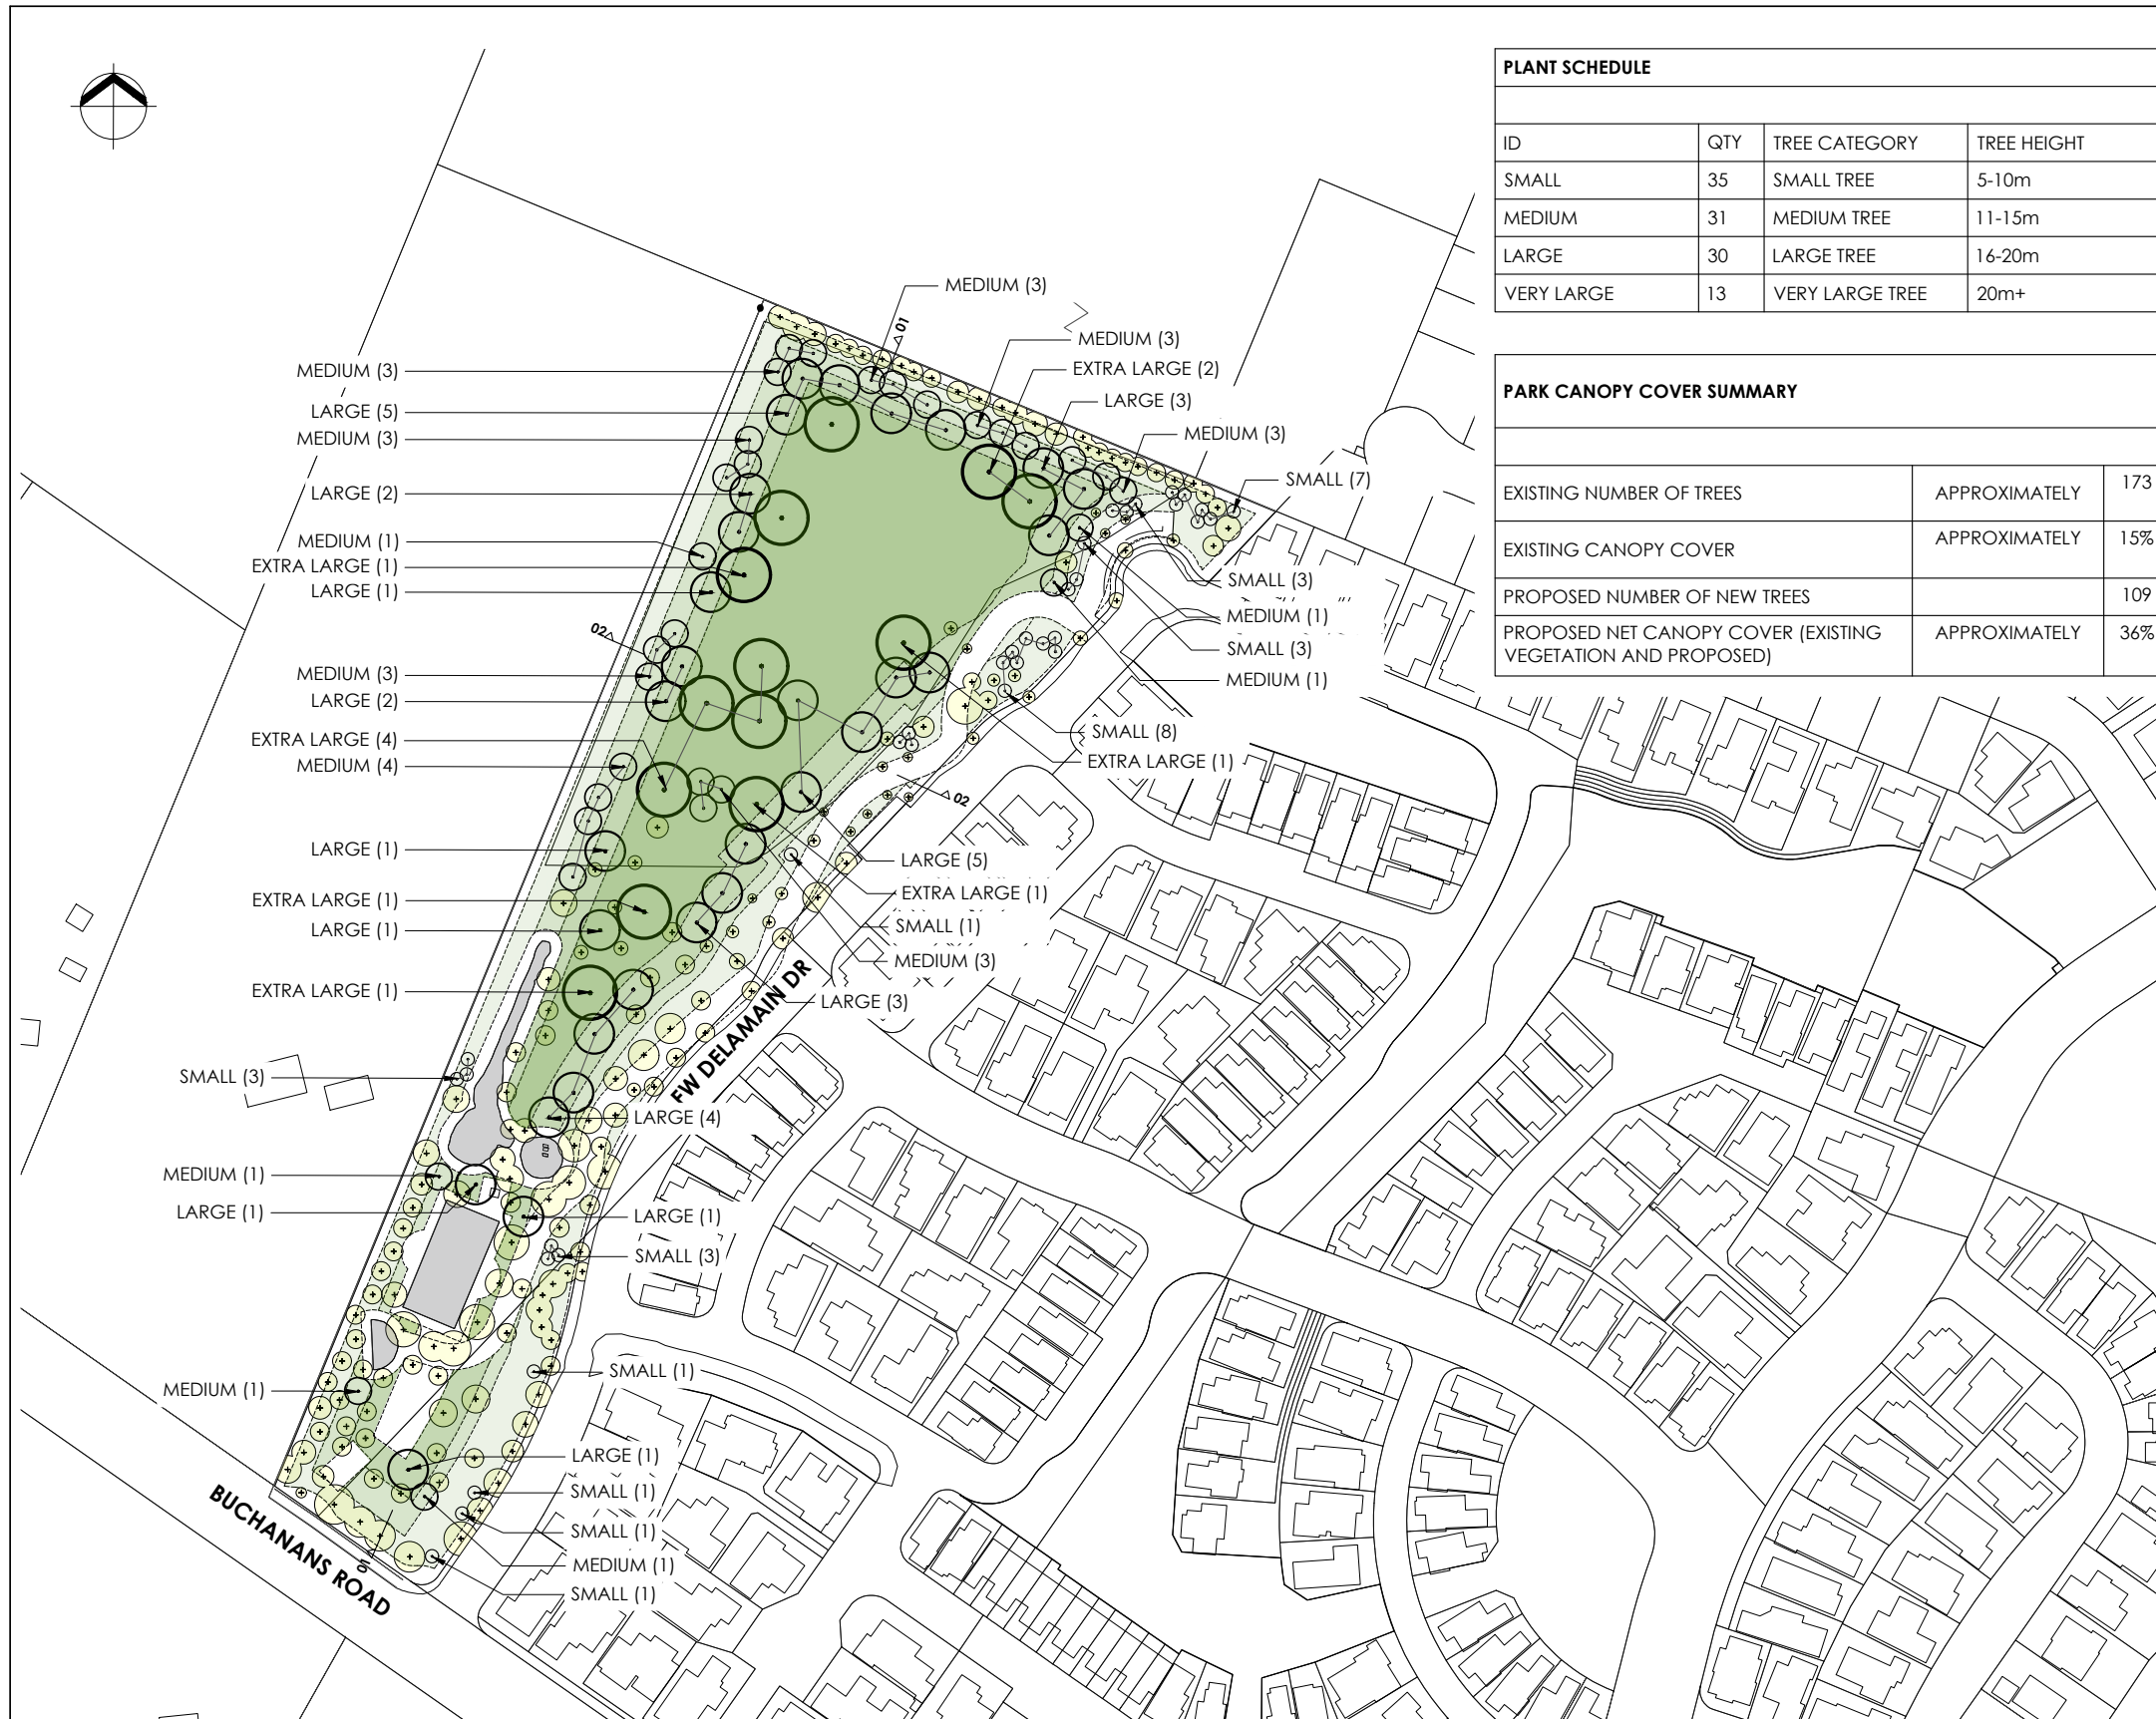 PLANT SCHEDULE
ID QTY TREE CATEGORY TREE HEIGHT
SMALL 35 SMALL TREE 5-10m
MEDIUM 31 MEDIUM TREE 11-15m
LARGE 30 LARGE TREE 16-20m
VERY LARGE 13 VERY LARGE TREE 20m+
PARK CANOPY COVER SUMMARY
EXISTING NUMBER OF TREES APPROXIMATELY 173
EXISTING CANOPY COVER APPROXIMATELY 15%
PROPOSED NUMBER OF NEW TREES 109
PROPOSED NET CANOPY COVER (EXISTING APPROXIMATELY 36%
VEGETATION AND PROPOSED)
MEDIUM (3)
01
MEDIUM (3)
EXTRA LARGE (2)
LARGE (3)
MEDIUM (3)
SMALL (7)
MEDIUM (3)
LARGE (5)
MEDIUM (3)
LARGE (2)
MEDIUM (1)
EXTRA LARGE (1)
LARGE (1)
02
MEDIUM (3)
LARGE (2)
EXTRA LARGE (4)
MEDIUM (4)
LARGE (1)
EXTRA LARGE (1)
LARGE (1)
EXTRA LARGE (1)
SMALL (3)
MEDIUM (1)
LARGE (1)
MEDIUM (1)
SMALL (3)
MEDIUM (1)
SMALL (3)
MEDIUM (1)
SMALL (8)
EXTRA LARGE (1)
02
LARGE (5)
EXTRA LARGE (1)
SMALL (1)
MEDIUM (3)
LARGE (3)
FW DELAMAIN DR
LARGE (4)
LARGE (1)
SMALL (3)
SMALL (1)
LARGE (1)
SMALL (1)
SMALL (1)
MEDIUM (1)
SMALL (1)
01
BUCHANANS ROAD